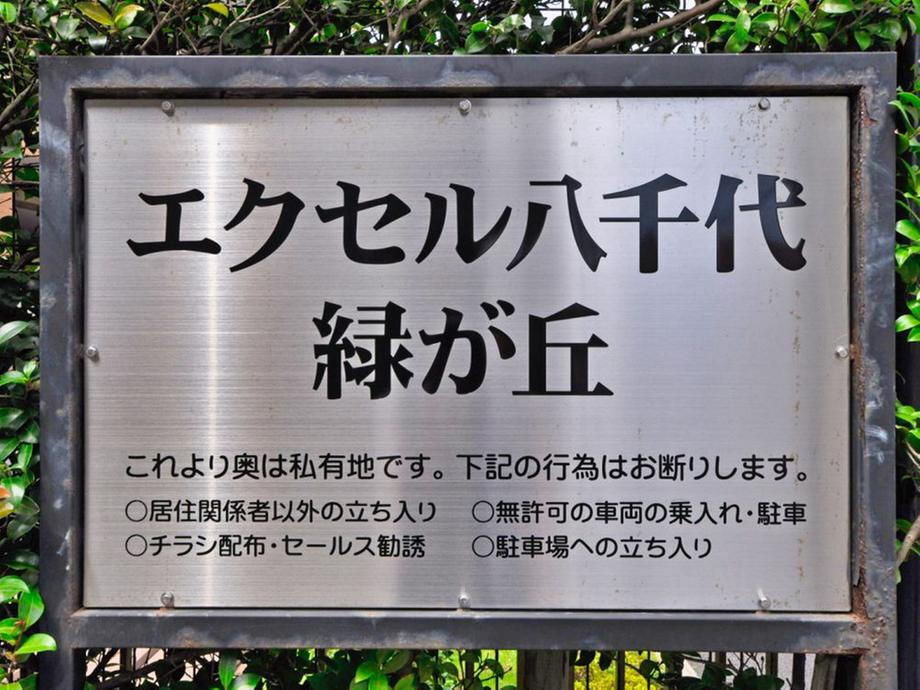 エクセル八千代
緑が丘
これより奥は私有地です。下記の行為はお断りします。
○居住関係者以外の立ち入り ○無許可の車両の乗入れ・駐車
○チラシ配布・セールス勧誘 ○駐車場への立ち入り